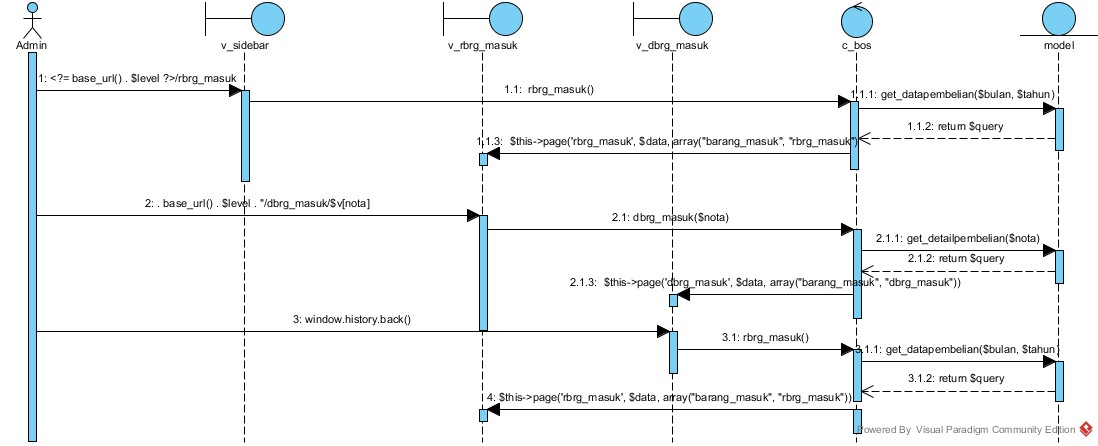 Admin
v_sidebar
v_rbrg_masuk
v_dbrg_masuk
c_bos
model
1: <?= base_url() . $level ?>/rbrg_masuk
1.1: rbrg_masuk()
1.1.1: get_datapembelian($bulan, $tahun)
1.1.2: return $query
1.1.3: $this->page('rbrg_masuk', $data, array("barang_masuk", "rbrg_masuk")
2: . base_url() . $level . "/dbrg_masuk/$v[nota]
2.1: dbrg_masuk($nota)
2.1.1: get_detailpembelian($nota)
2.1.2: return $query
2.1.3: $this->page('dbrg_masuk', $data, array("barang_masuk", "dbrg_masuk"))
3: window.history.back()
3.1: rbrg_masuk()
3.1.1: get_datapembelian($bulan, $tahun)
3.1.2: return $query
4: $this->page('rbrg_masuk', $data, array("barang_masuk", "rbrg_masuk"))
Powered By Visual Paradigm Community Edition